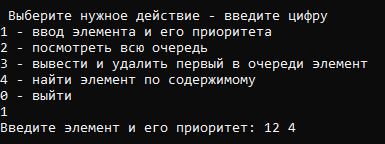 Выберите нужное действие - введите цифру
1 - ввод элемента и его приоритета
2 - посмотреть всю очередь
3 - вывести и удалить первый в очереди элемент
4 - найти элемент по содержимому
0 - выйти
1
Введите элемент и его приоритет: 12 4